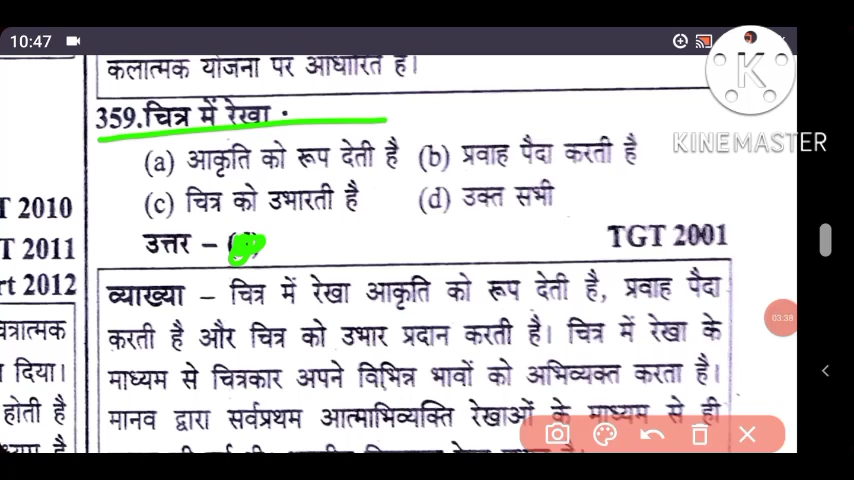 10:47
कलात्मक योजना पर आधारित है।
K
KINEMASTER
359.चित्र में रेखा
(a) आकृति को रूप देती है (b) प्रवाह पैदा करती है
(c) चित्र को उभारती है (d) उक्त सभी
उत्तर –
TGT 2001
T 2010
T 2011
rt 2012
व्याख्या – चित्र में रेखा आकृति को रूप देती है, प्रवाह पैदा
करती है और चित्र को उभार प्रदान करती है। चित्र में रेखा के
माध्यम से चित्रकार अपने विभिन्न भावों को अभिव्यक्त करता है।
मानव द्वारा सर्वप्रथम आत्माभिव्यक्ति रेखाओं के माध्यम से ही
दिया।
होती है
03:38